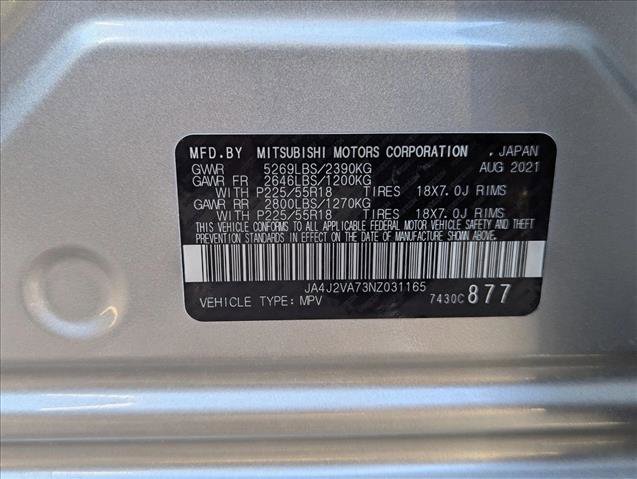 MFD.BY MITSUBISHI MOTORS CORPORATION . JAPAN
GVWR 5269LBS/2390KG AUG 2021
GAWR FR 2646LBS/1200KG
WITH P225/55R18 TIRES 18X7.0J RIMS
GAWR RR 2800LBS/1270KG
WITH P225/55R18 TIRES 18X7.0J RIMS
THIS VEHICLE CONFORMS TO ALL APPLICABLE FEDERAL MOTOR VEHICLE SAFETY AND THEFT
PREVENTION STANDARDS IN EFFECT ON THE DATE OF MANUFACTURE SHOWN ABOVE.
JA4J2VA73NZ031165
VEHICLE TYPE: MPV 7430C 877